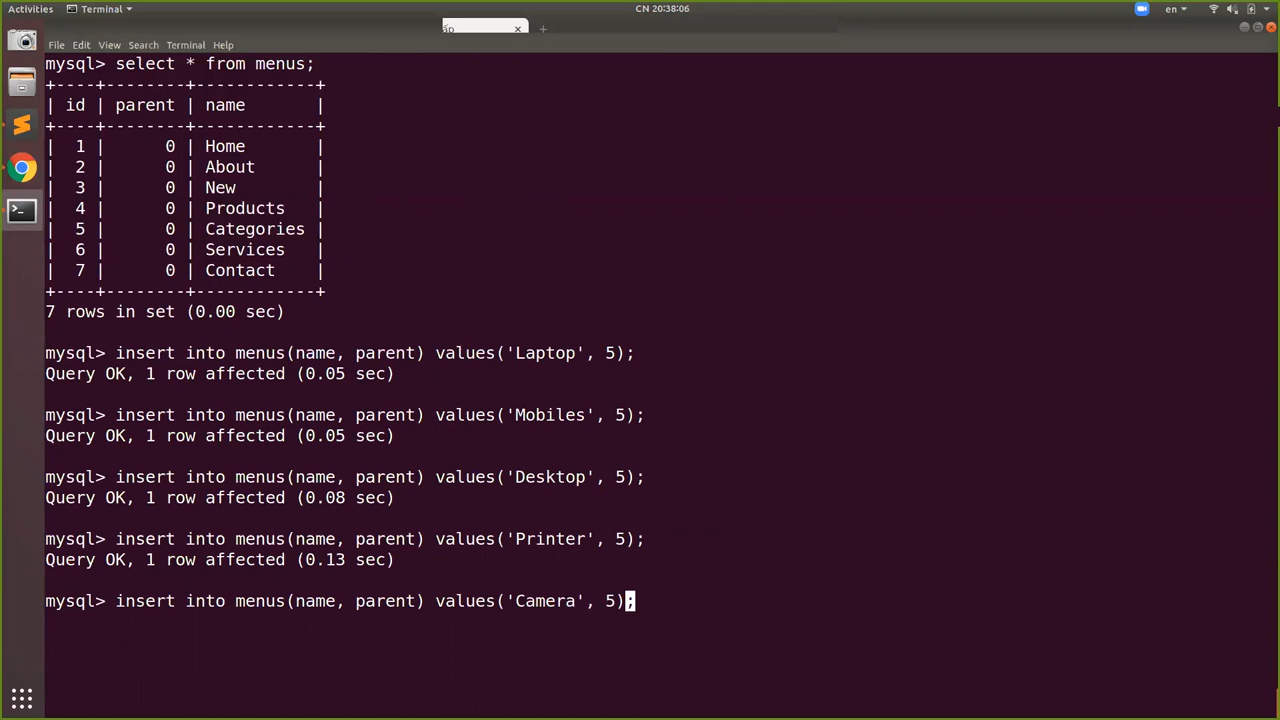 Activities
Terminal
CN 20:38:06
en
áp
File Edit View Search Terminal Help
mysql> select * from menus;
+----+--------+------------+
| id | parent | name       |
+----+--------+------------+
|  1 |      0 | Home       |
|  2 |      0 | About      |
|  3 |      0 | New        |
|  4 |      0 | Products   |
|  5 |      0 | Categories |
|  6 |      0 | Services   |
|  7 |      0 | Contact    |
+----+--------+------------+
7 rows in set (0.00 sec)
mysql> insert into menus(name, parent) values('Laptop', 5);
Query OK, 1 row affected (0.05 sec)
mysql> insert into menus(name, parent) values('Mobiles', 5);
Query OK, 1 row affected (0.05 sec)
mysql> insert into menus(name, parent) values('Desktop', 5);
Query OK, 1 row affected (0.08 sec)
mysql> insert into menus(name, parent) values('Printer', 5);
Query OK, 1 row affected (0.13 sec)
mysql> insert into menus(name, parent) values('Camera', 5);